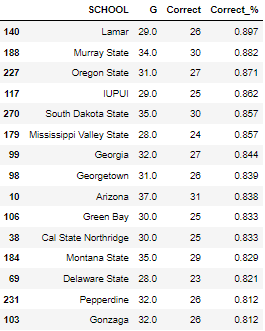 SCHOOL G Correct Correct_%
140 Lamar 29.0 26 0.897
188 Murray State 34.0 30 0.882
227 Oregon State 31.0 27 0.871
117 IUPUI 29.0 25 0.862
270 South Dakota State 35.0 30 0.857
179 Mississippi Valley State 28.0 24 0.857
99 Georgia 32.0 27 0.844
98 Georgetown 31.0 26 0.839
10 Arizona 37.0 31 0.838
106 Green Bay 30.0 25 0.833
38 Cal State Northridge 30.0 25 0.833
184 Montana State 35.0 29 0.829
69 Delaware State 28.0 23 0.821
231 Pepperdine 32.0 26 0.812
103 Gonzaga 32.0 26 0.812